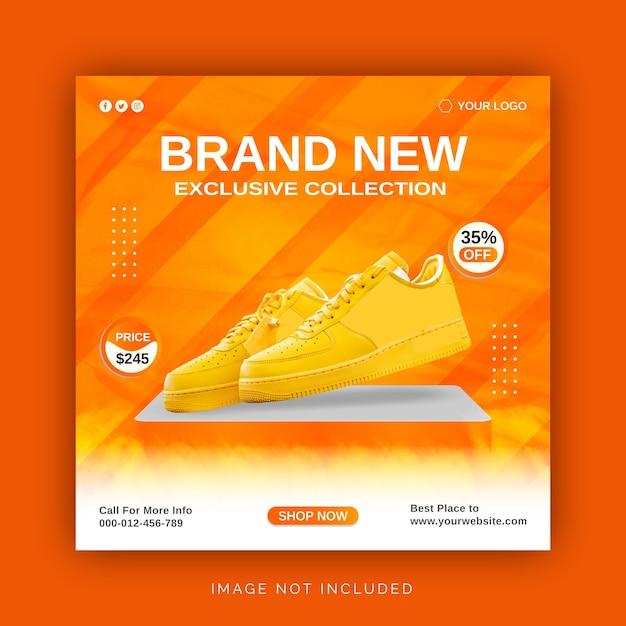 YOUR LOGO
BRAND NEW
EXCLUSIVE COLLECTION
35%
OFF
PRICE
$245
Call For More Info
000-012-456-789
SHOP NOW
Best Place to
www.yourwebsite.com
IMAGE NOT INCLUDED